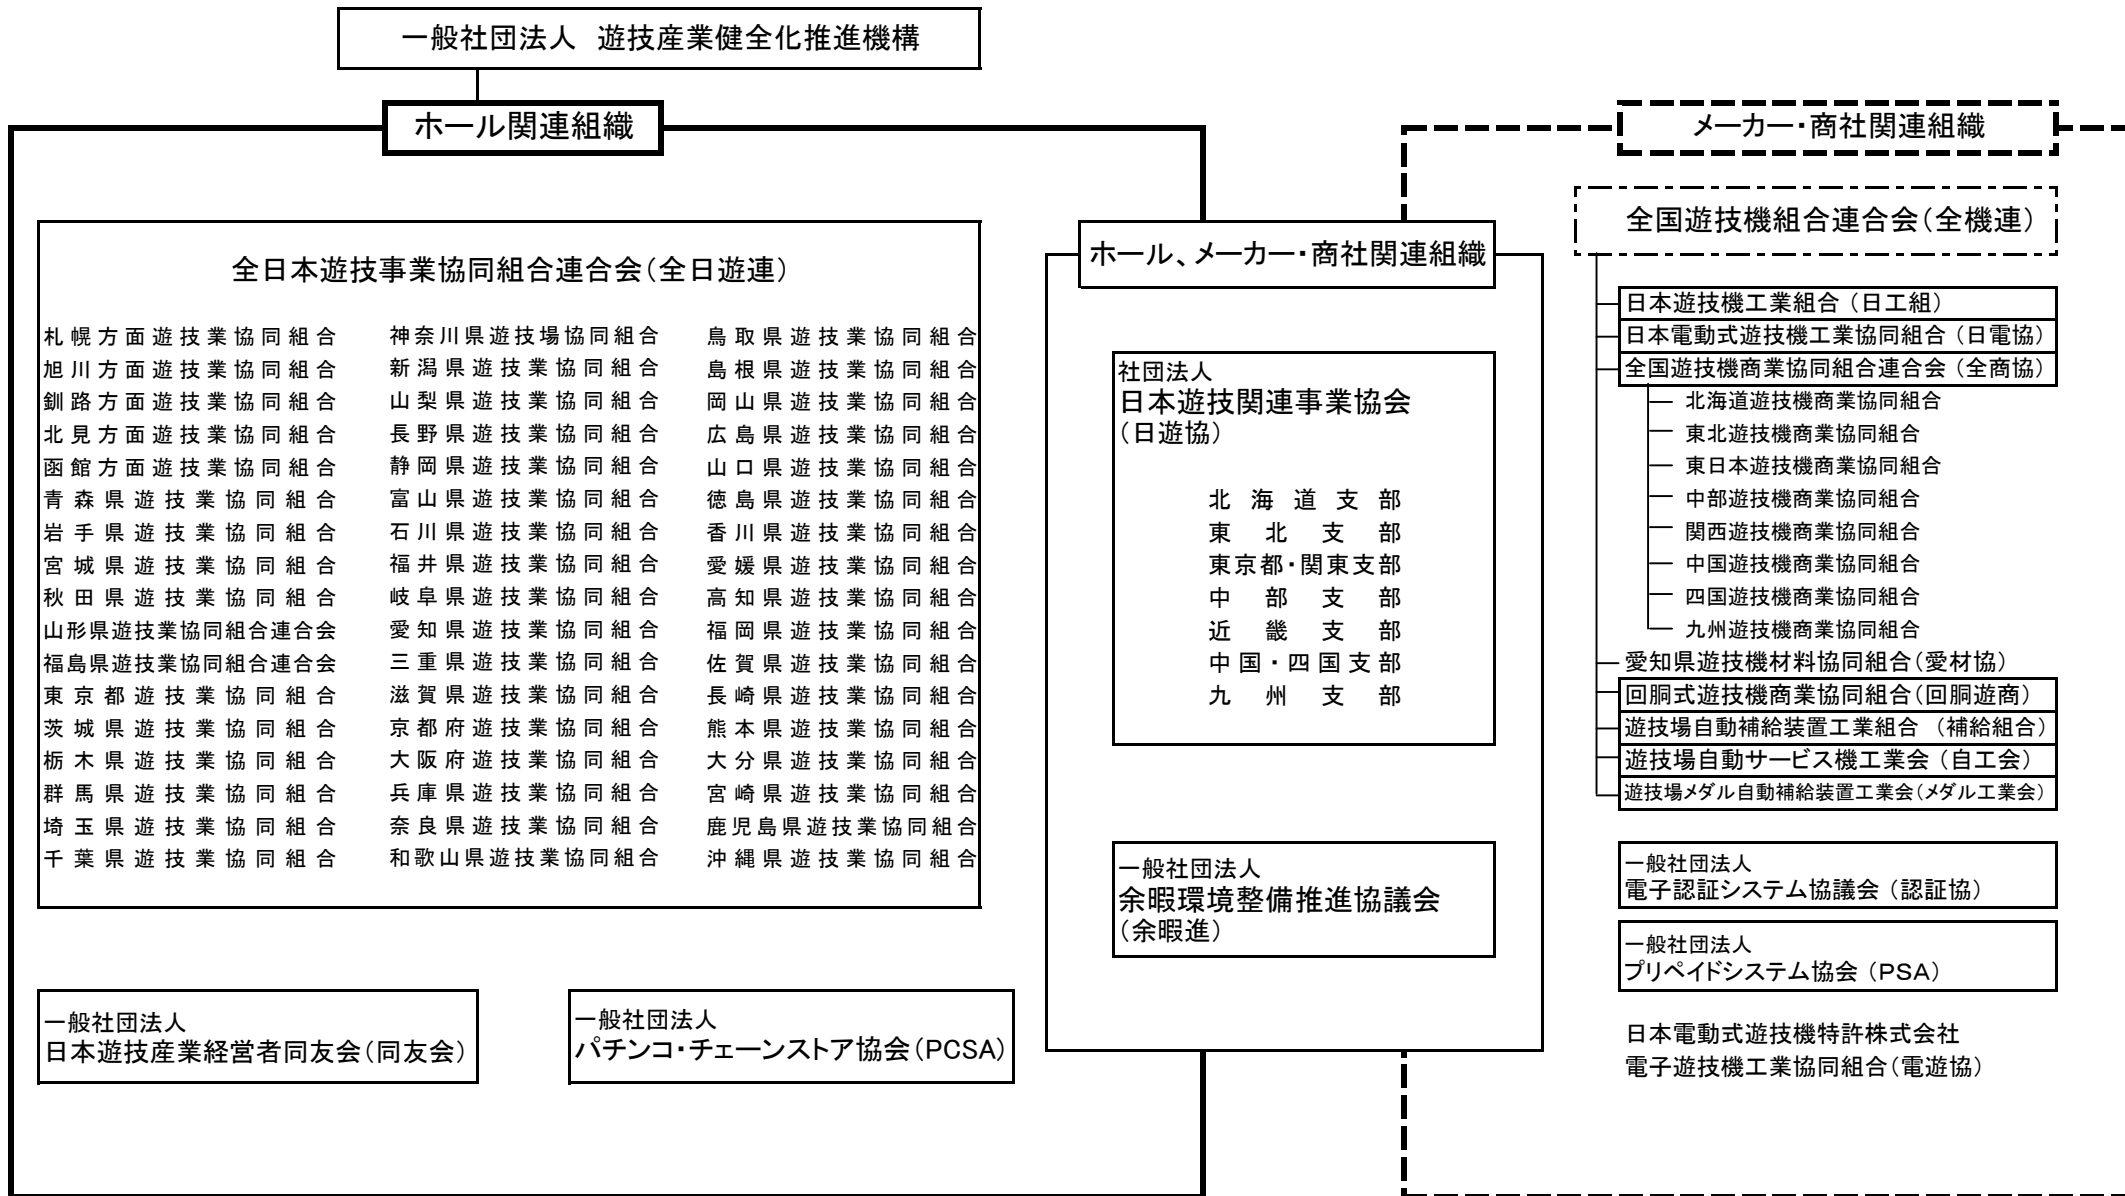 一般社団法人　遊技産業健全化推進機構
ホール関連組織
全日本遊技事業協同組合連合会（全日遊連）
札幌方面遊技業協同組合
旭川方面遊技業協同組合
釧路方面遊技業協同組合
北見方面遊技業協同組合
函館方面遊技業協同組合
青森県遊技業協同組合
岩手県遊技業協同組合
宮城県遊技業協同組合
秋田県遊技業協同組合
山形県遊技業協同組合連合会
福島県遊技業協同組合連合会
東京都遊技業協同組合
茨城県遊技業協同組合
栃木県遊技業協同組合
群馬県遊技業協同組合
埼玉県遊技業協同組合
千葉県遊技業協同組合
神奈川県遊技場協同組合
新潟県遊技業協同組合
山梨県遊技業協同組合
長野県遊技業協同組合
静岡県遊技業協同組合
富山県遊技業協同組合
石川県遊技業協同組合
福井県遊技業協同組合
岐阜県遊技業協同組合
愛知県遊技業協同組合
三重県遊技業協同組合
滋賀県遊技業協同組合
京都府遊技業協同組合
大阪府遊技業協同組合
兵庫県遊技業協同組合
奈良県遊技業協同組合
和歌山県遊技業協同組合
鳥取県遊技業協同組合
島根県遊技業協同組合
岡山県遊技業協同組合
広島県遊技業協同組合
山口県遊技業協同組合
徳島県遊技業協同組合
香川県遊技業協同組合
愛媛県遊技業協同組合
高知県遊技業協同組合
福岡県遊技業協同組合
佐賀県遊技業協同組合
長崎県遊技業協同組合
熊本県遊技業協同組合
大分県遊技業協同組合
宮崎県遊技業協同組合
鹿児島県遊技業協同組合
沖縄県遊技業協同組合
一般社団法人
日本遊技産業経営者同友会（同友会）
一般社団法人
パチンコ・チェーンストア協会（PCSA）
ホール、メーカー・商社関連組織
社団法人
日本遊技関連事業協会
（日遊協）
北海道支部
東北支部
東京都・関東支部
中部支部
近畿支部
中国・四国支部
九州支部
一般社団法人
余暇環境整備推進協議会
（余暇進）
メーカー・商社関連組織
全国遊技機組合連合会（全機連）
日本遊技機工業組合（日工組）
日本電動式遊技機工業協同組合（日電協）
全国遊技機商業協同組合連合会（全商協）
北海道遊技機商業協同組合
東北遊技機商業協同組合
東日本遊技機商業協同組合
中部遊技機商業協同組合
関西遊技機商業協同組合
中国遊技機商業協同組合
四国遊技機商業協同組合
九州遊技機商業協同組合
愛知県遊技機材料協同組合（愛材協）
回胴式遊技機商業協同組合（回胴遊商）
遊技場自動補給装置工業組合　（補給組合）
遊技場自動サービス機工業会（自工会）
遊技場メダル自動補給装置工業会（メダル工業会）
一般社団法人
電子認証システム協議会（認証協）
一般社団法人
プリペイドシステム協会（PSA）
日本電動式遊技機特許株式会社
電子遊技機工業協同組合（電遊協）